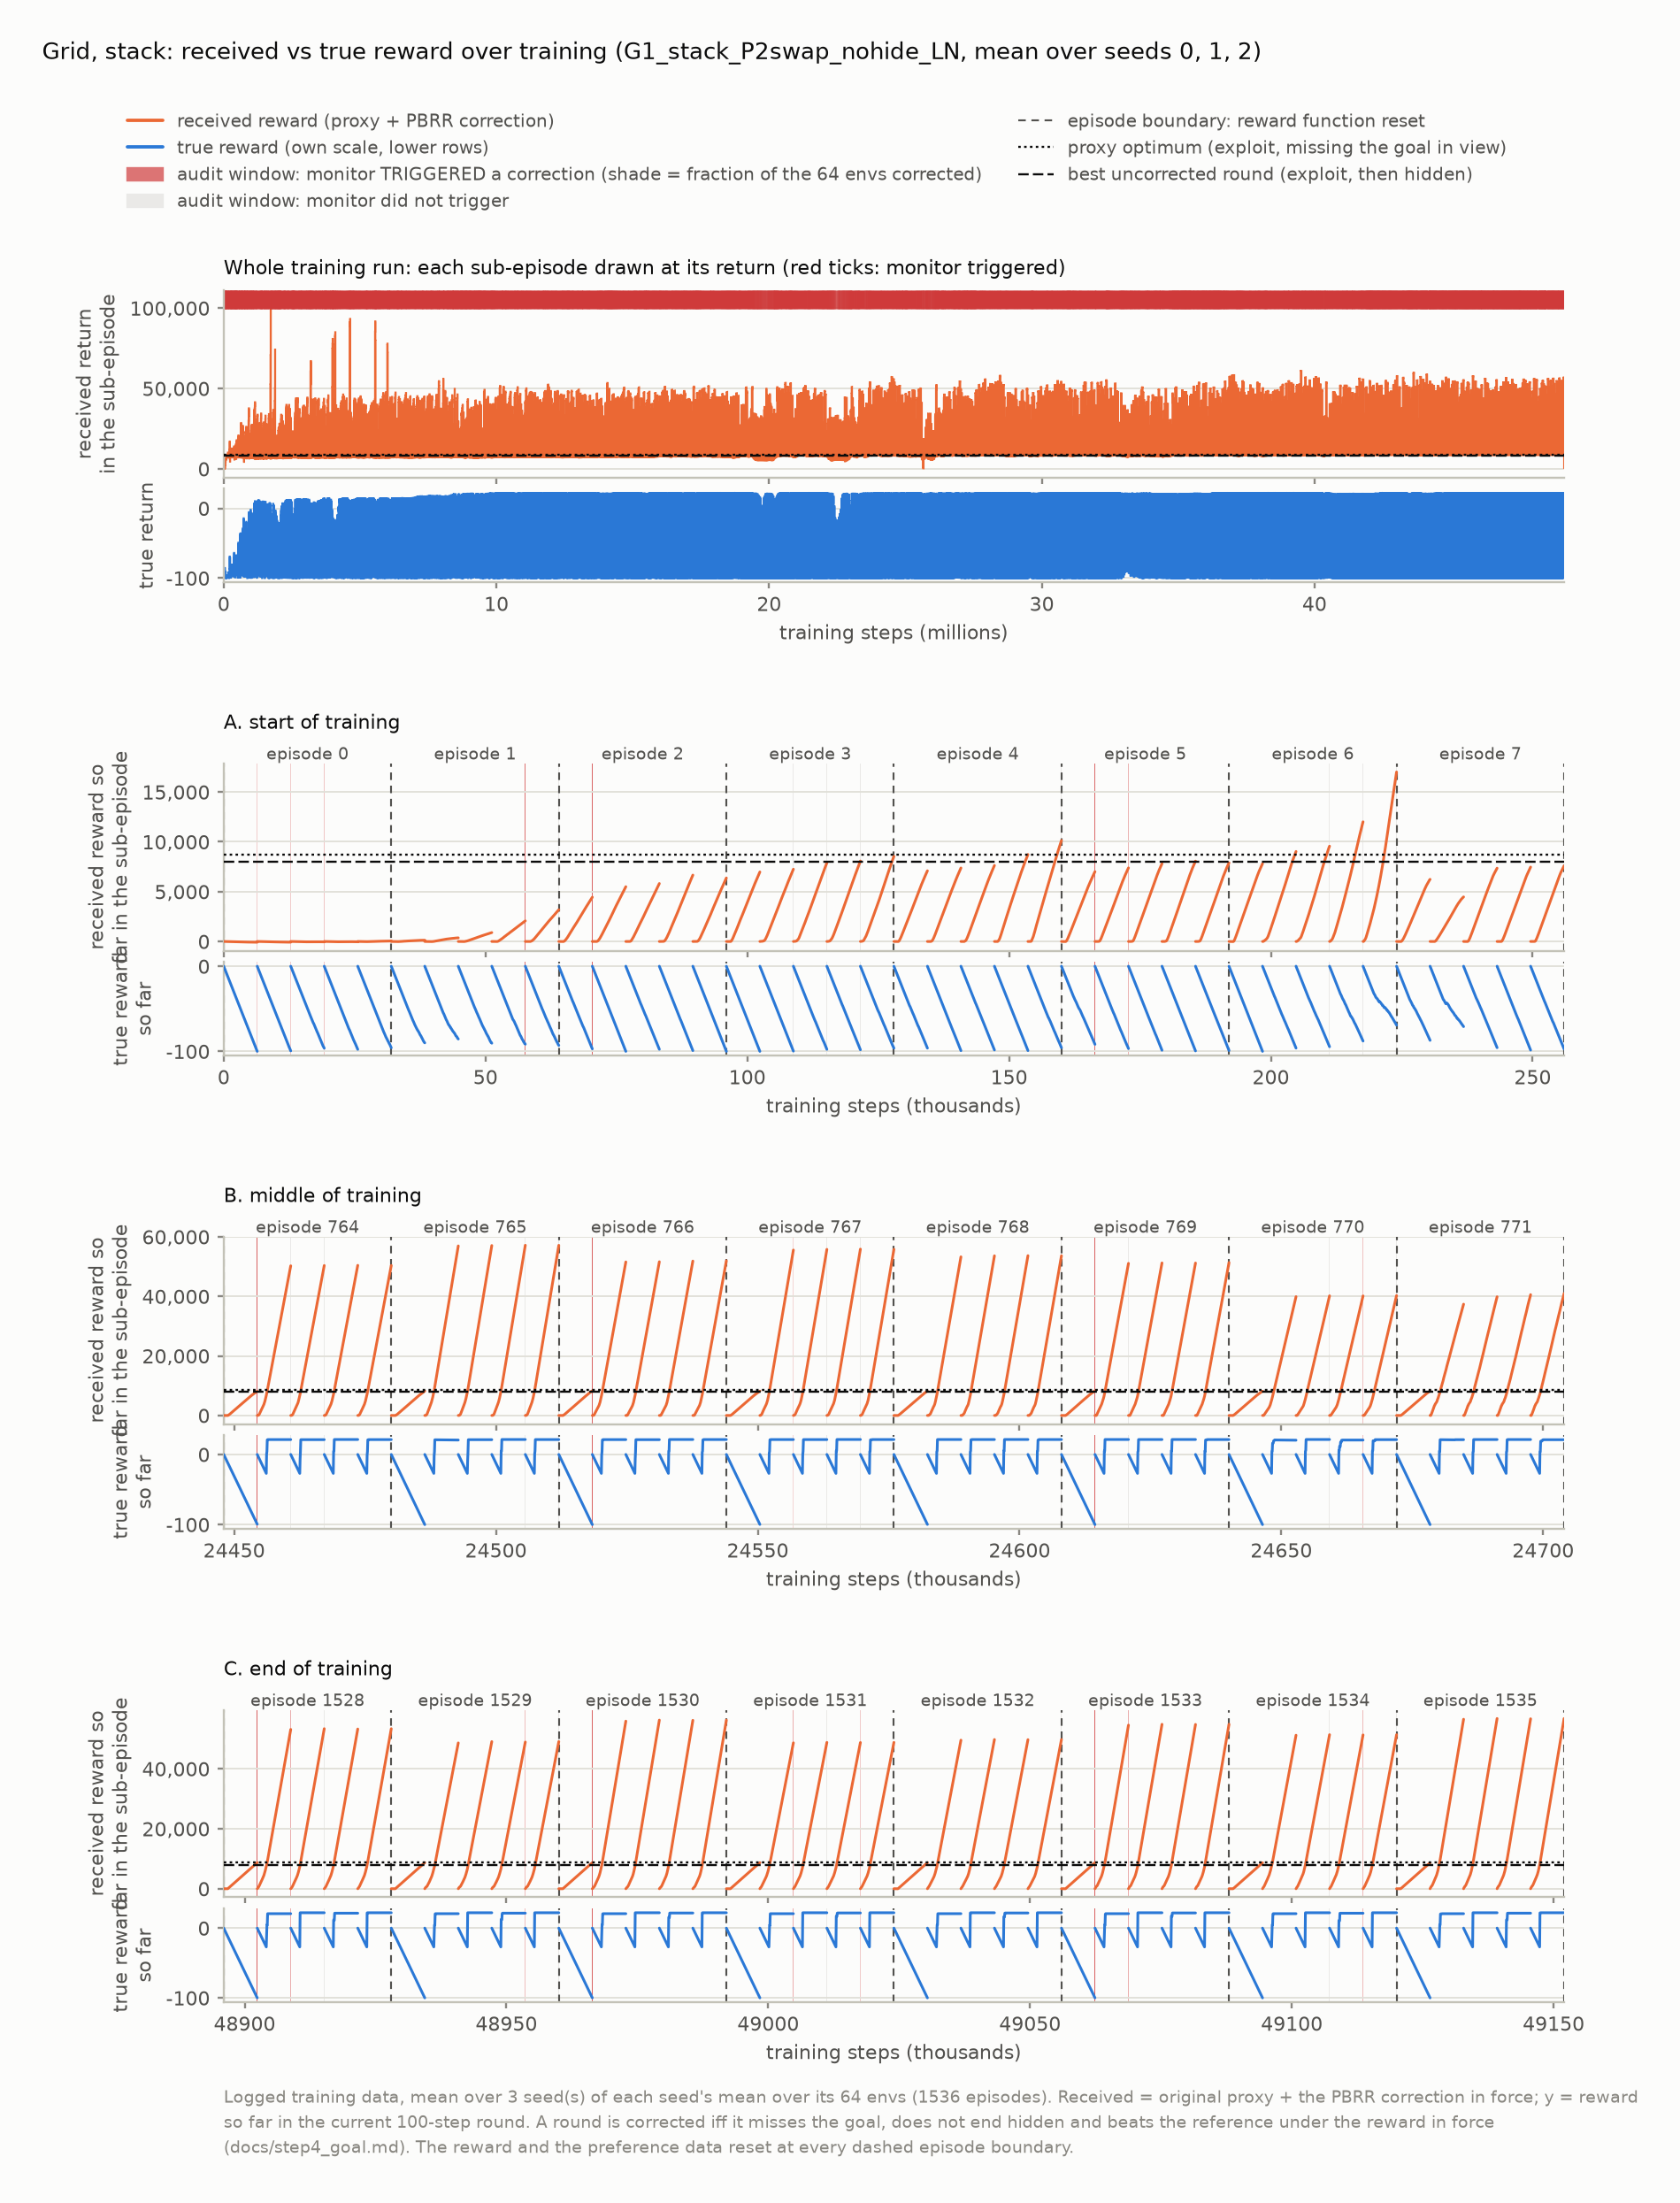 Grid, stack: received vs true reward over training (G1_stack_P2swap_nohide_LN, mean over seeds 0, 1, 2)
received reward (proxy + PBRR correction)
true reward (own scale, lower rows)
audit window: monitor TRIGGERED a correction (shade = fraction of the 64 envs corrected)
audit window: monitor did not trigger
episode boundary: reward function reset
proxy optimum (exploit, missing the goal in view)
best uncorrected round (exploit, then hidden)
Whole training run: each sub-episode drawn at its return (red ticks: monitor triggered)
received return
in the sub-episode
100,000
50,000
0
true return
0
-100
0 10 20 30 40
training steps (millions)
A. start of training
episode 0 episode 1 episode 2 episode 3 episode 4 episode 5 episode 6 episode 7
received reward so
far in the sub-episode
15,000
10,000
5,000
0
true reward
so far
0
-100
0 50 100 150 200 250
training steps (thousands)
B. middle of training
episode 764 episode 765 episode 766 episode 767 episode 768 episode 769 episode 770 episode 771
received reward so
far in the sub-episode
60,000
40,000
20,000
0
true reward
so far
0
-100
24450 24500 24550 24600 24650 24700
training steps (thousands)
C. end of training
episode 1528 episode 1529 episode 1530 episode 1531 episode 1532 episode 1533 episode 1534 episode 1535
received reward so
far in the sub-episode
40,000
20,000
0
true reward
so far
0
-100
48900 48950 49000 49050 49100 49150
training steps (thousands)
Logged training data, mean over 3 seed(s) of each seed's mean over its 64 envs (1536 episodes). Received = original proxy + the PBRR correction in force; y = reward
so far in the current 100-step round. A round is corrected iff it misses the goal, does not end hidden and beats the reference under the reward in force
(docs/step4_goal.md). The reward and the preference data reset at every dashed episode boundary.